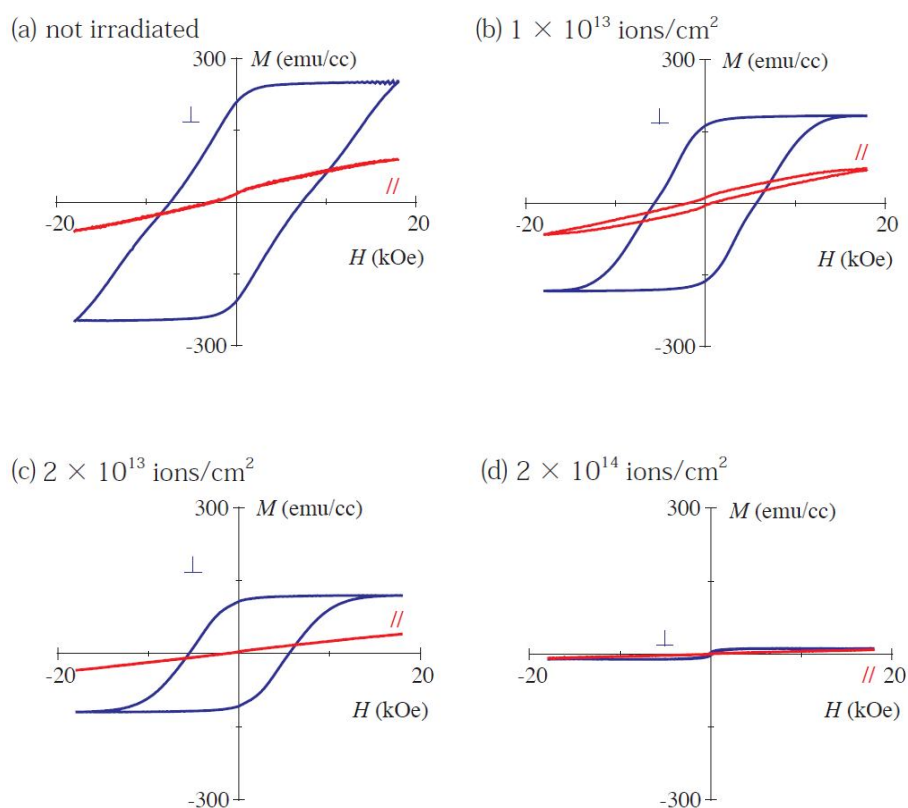 (a) not irradiated
300
M (emu/cc)
⊥
//
-20
20
H (kOe)
-300
(b) 1 × 10¹³ ions/cm²
300
M (emu/cc)
⊥
//
-20
20
H (kOe)
-300
(c) 2 × 10¹³ ions/cm²
300
M (emu/cc)
⊥
//
-20
20
H (kOe)
-300
(d) 2 × 10¹⁴ ions/cm²
300
M (emu/cc)
⊥
-20
// 20
H (kOe)
-300